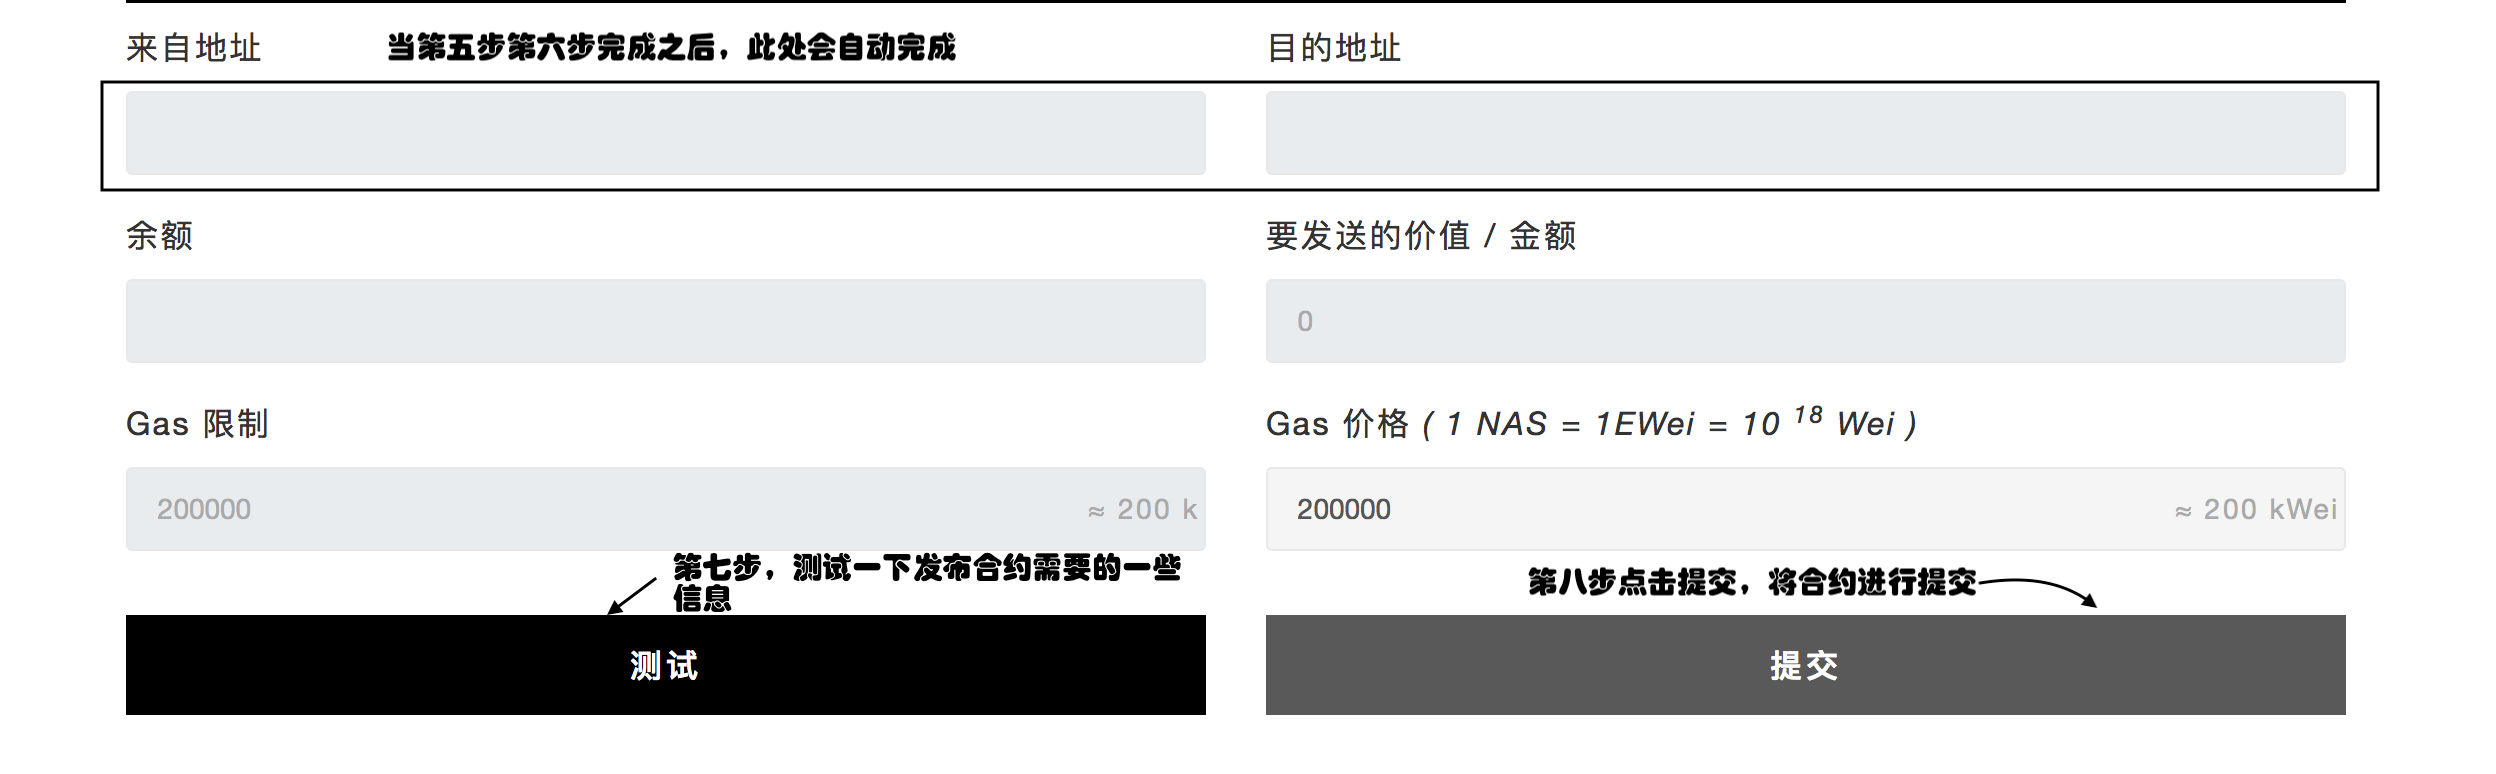 来自地址
当第五步第六步完成之后，此处会自动完成
目的地址
余额
要发送的价值 / 金额
0
Gas 限制
Gas 价格 ( 1 NAS = 1EWei = 10 18 Wei )
200000
≈ 200 k
200000
≈ 200 kWei
第七步，测试一下发布合约需要的一些
信息
第八步点击提交，将合约进行提交
测试
提交